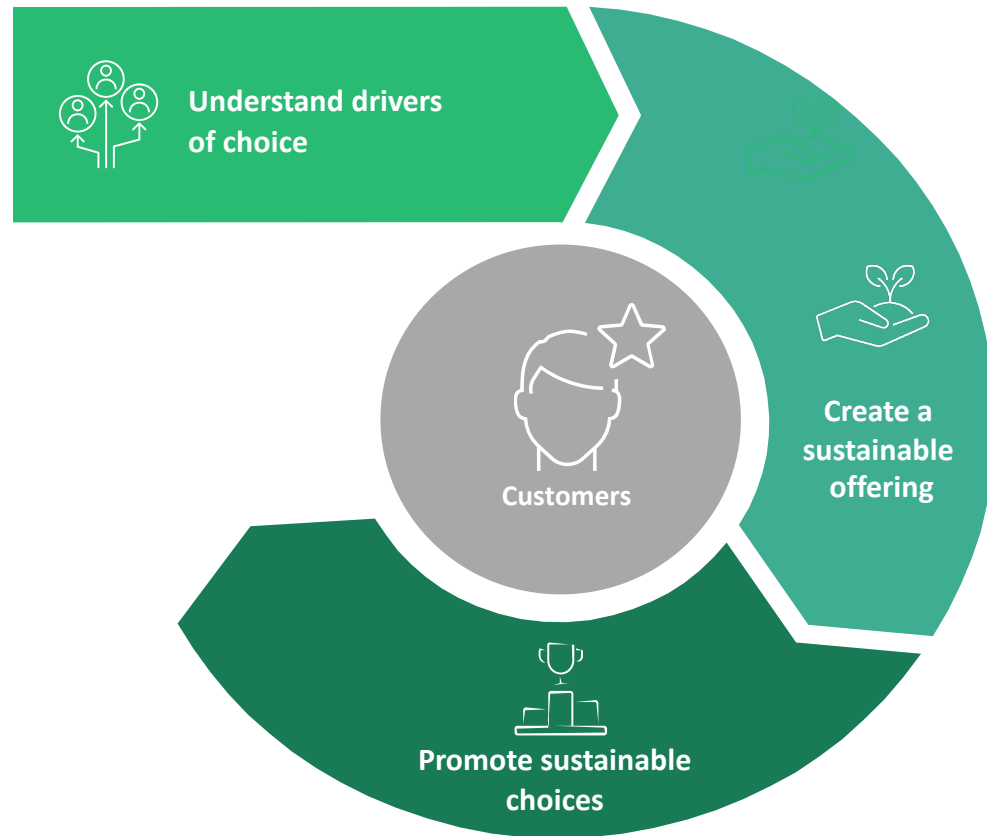 Understand drivers
of choice
Create a
sustainable
offering
Customers
Promote sustainable
choices